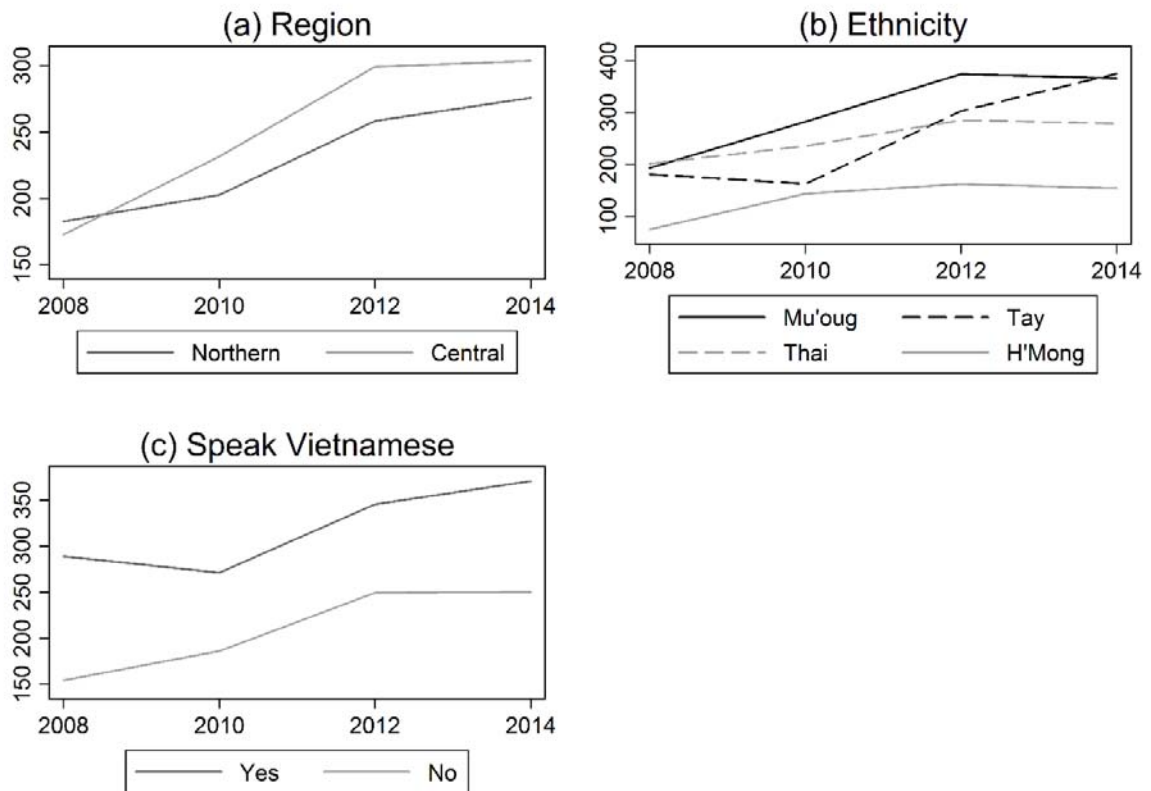 (a) Region
300
250
200
150
2008 2010 2012 2014
Northern Central
(b) Ethnicity
400
300
200
100
2008 2010 2012 2014
Mu'oug Tay
Thai H'Mong
(c) Speak Vietnamese
350
300
250
200
150
2008 2010 2012 2014
Yes No